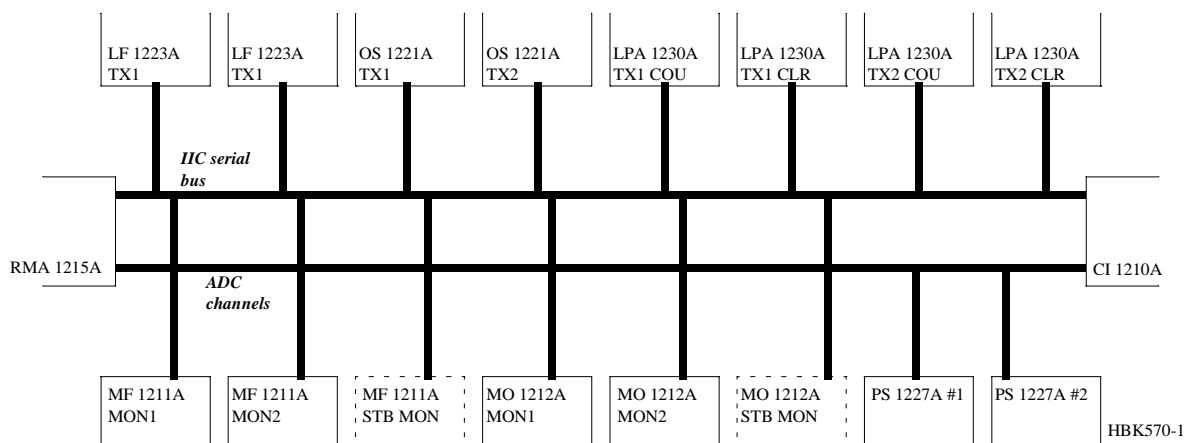 LF 1223A
TX1
LF 1223A
TX1
OS 1221A
TX1
OS 1221A
TX2
LPA 1230A
TX1 COU
LPA 1230A
TX1 CLR
LPA 1230A
TX2 COU
LPA 1230A
TX2 CLR
IIC serial
bus
RMA 1215A
CI 1210A
ADC
channels
MF 1211A
MON1
MF 1211A
MON2
MF 1211A
STB MON
MO 1212A
MON1
MO 1212A
MON2
MO 1212A
STB MON
PS 1227A #1
PS 1227A #2
HBK570-1